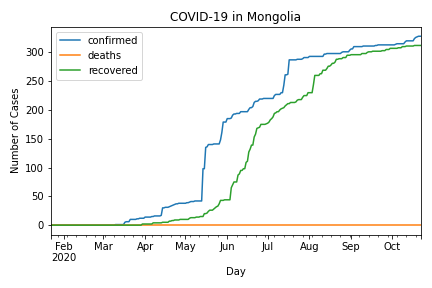 COVID-19 in Mongolia
confirmed
deaths
recovered
Number of Cases
300
250
200
150
100
50
0
Feb Mar Apr May Jun Jul Aug Sep Oct
2020
Day